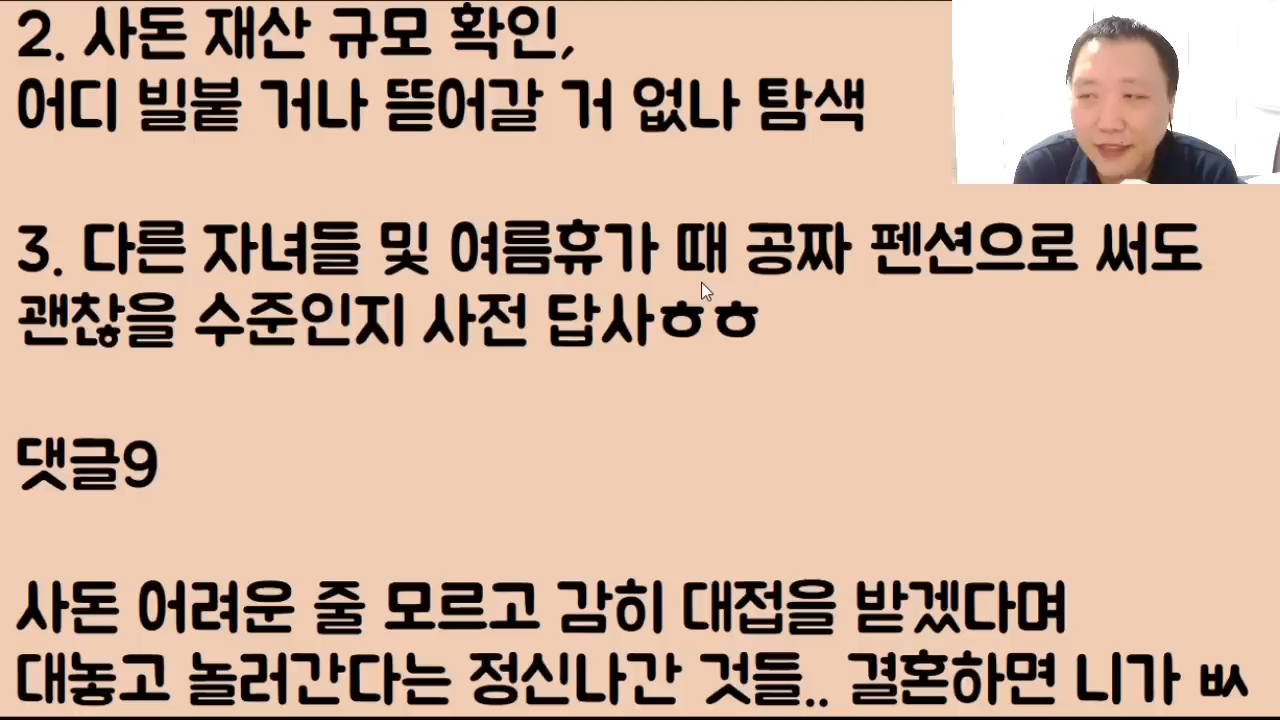 2. 사돈 재산 규모 확인,
어디 빌붙 거나 뜯어갈 거 없나 탐색
3. 다른 자녀들 및 여름휴가 때 공짜 펜션으로 써도
괜찮을 수준인지 사전 답사ㅎㅎ
댓글9
사돈 어려운 줄 모르고 감히 대접을 받겠다며
대놓고 놀러간다는 정신나간 것들.. 결혼하면 니가 ㅄ